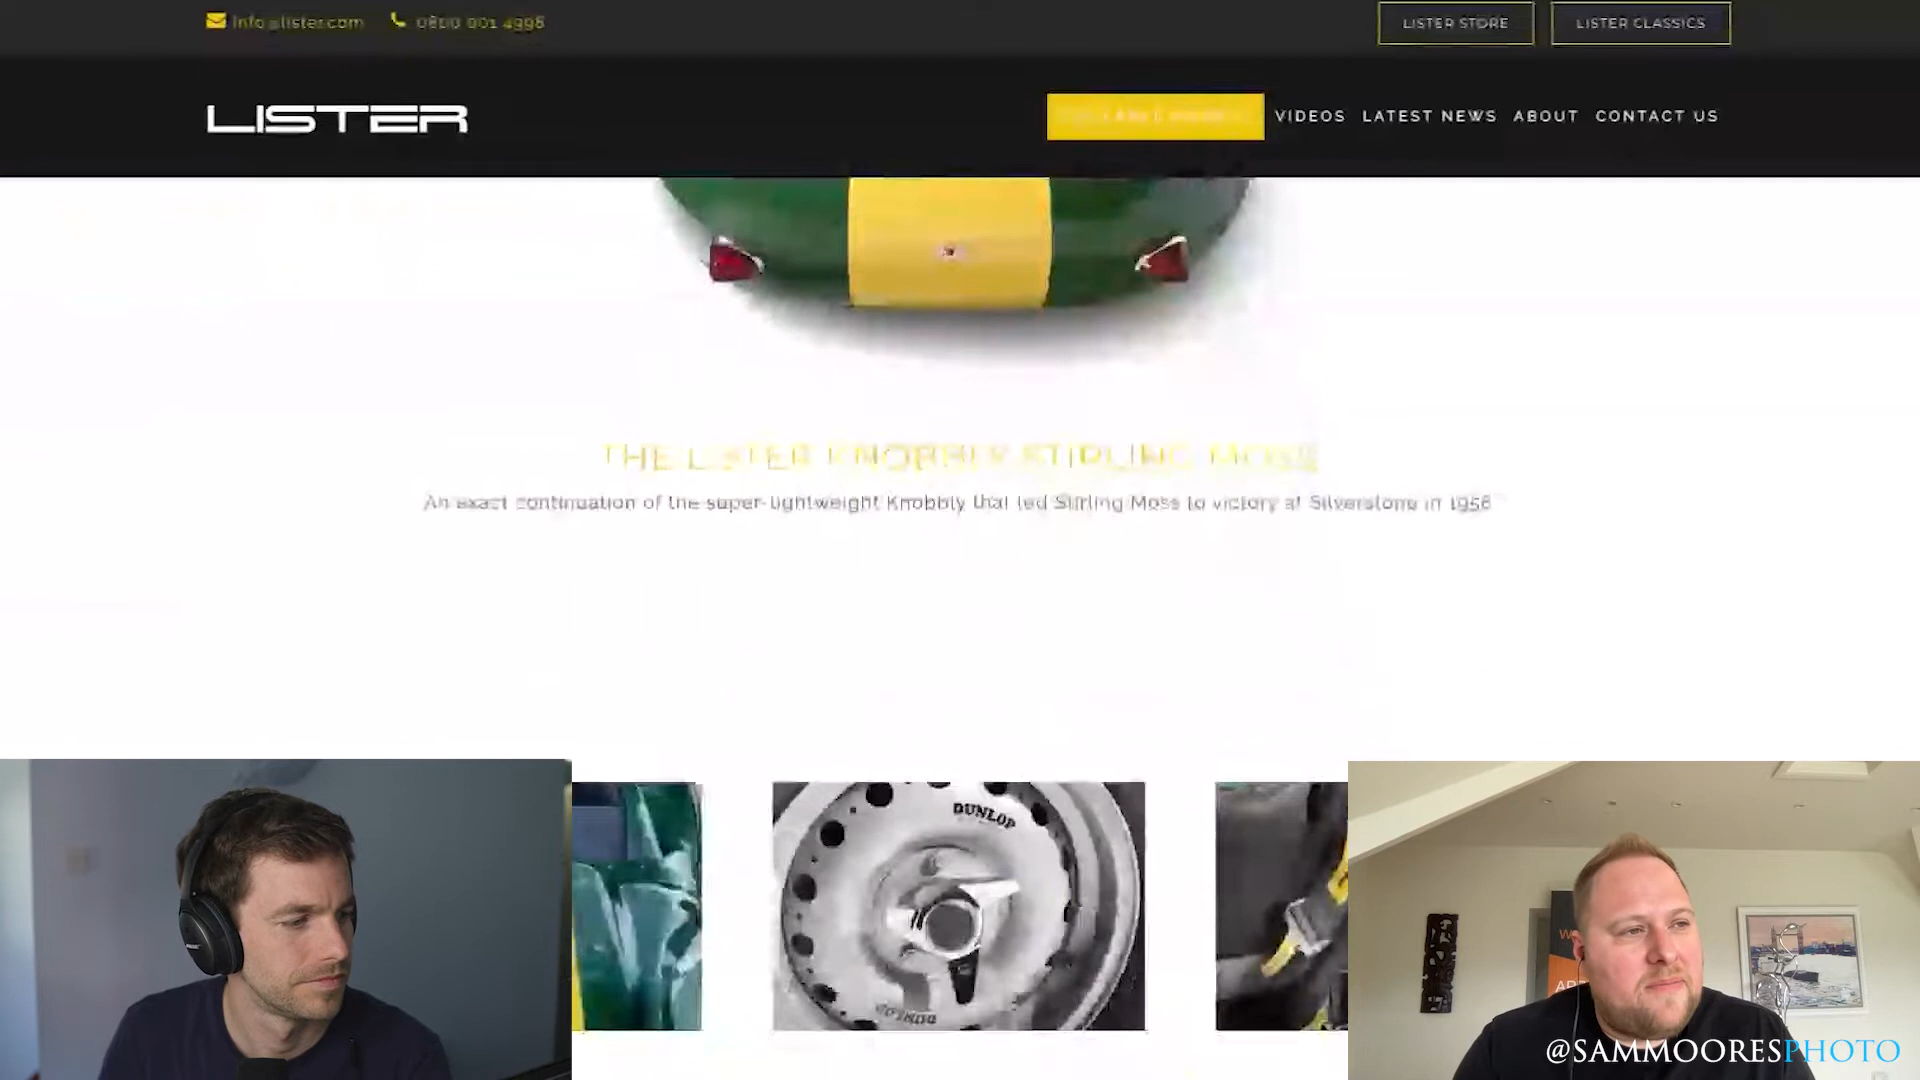 info@lister.com 0800 001 4998
LISTER STORE
LISTER CLASSICS
LISTER
VIDEOS LATEST NEWS ABOUT CONTACT US
THE LISTER KNOBBLY STIRLING MOSS
An exact continuation of the super-lightweight Knobbly that led Stirling Moss to victory at Silverstone in 1958
DUNLOP
DUNLOP
@SAMMOORESPHOTO